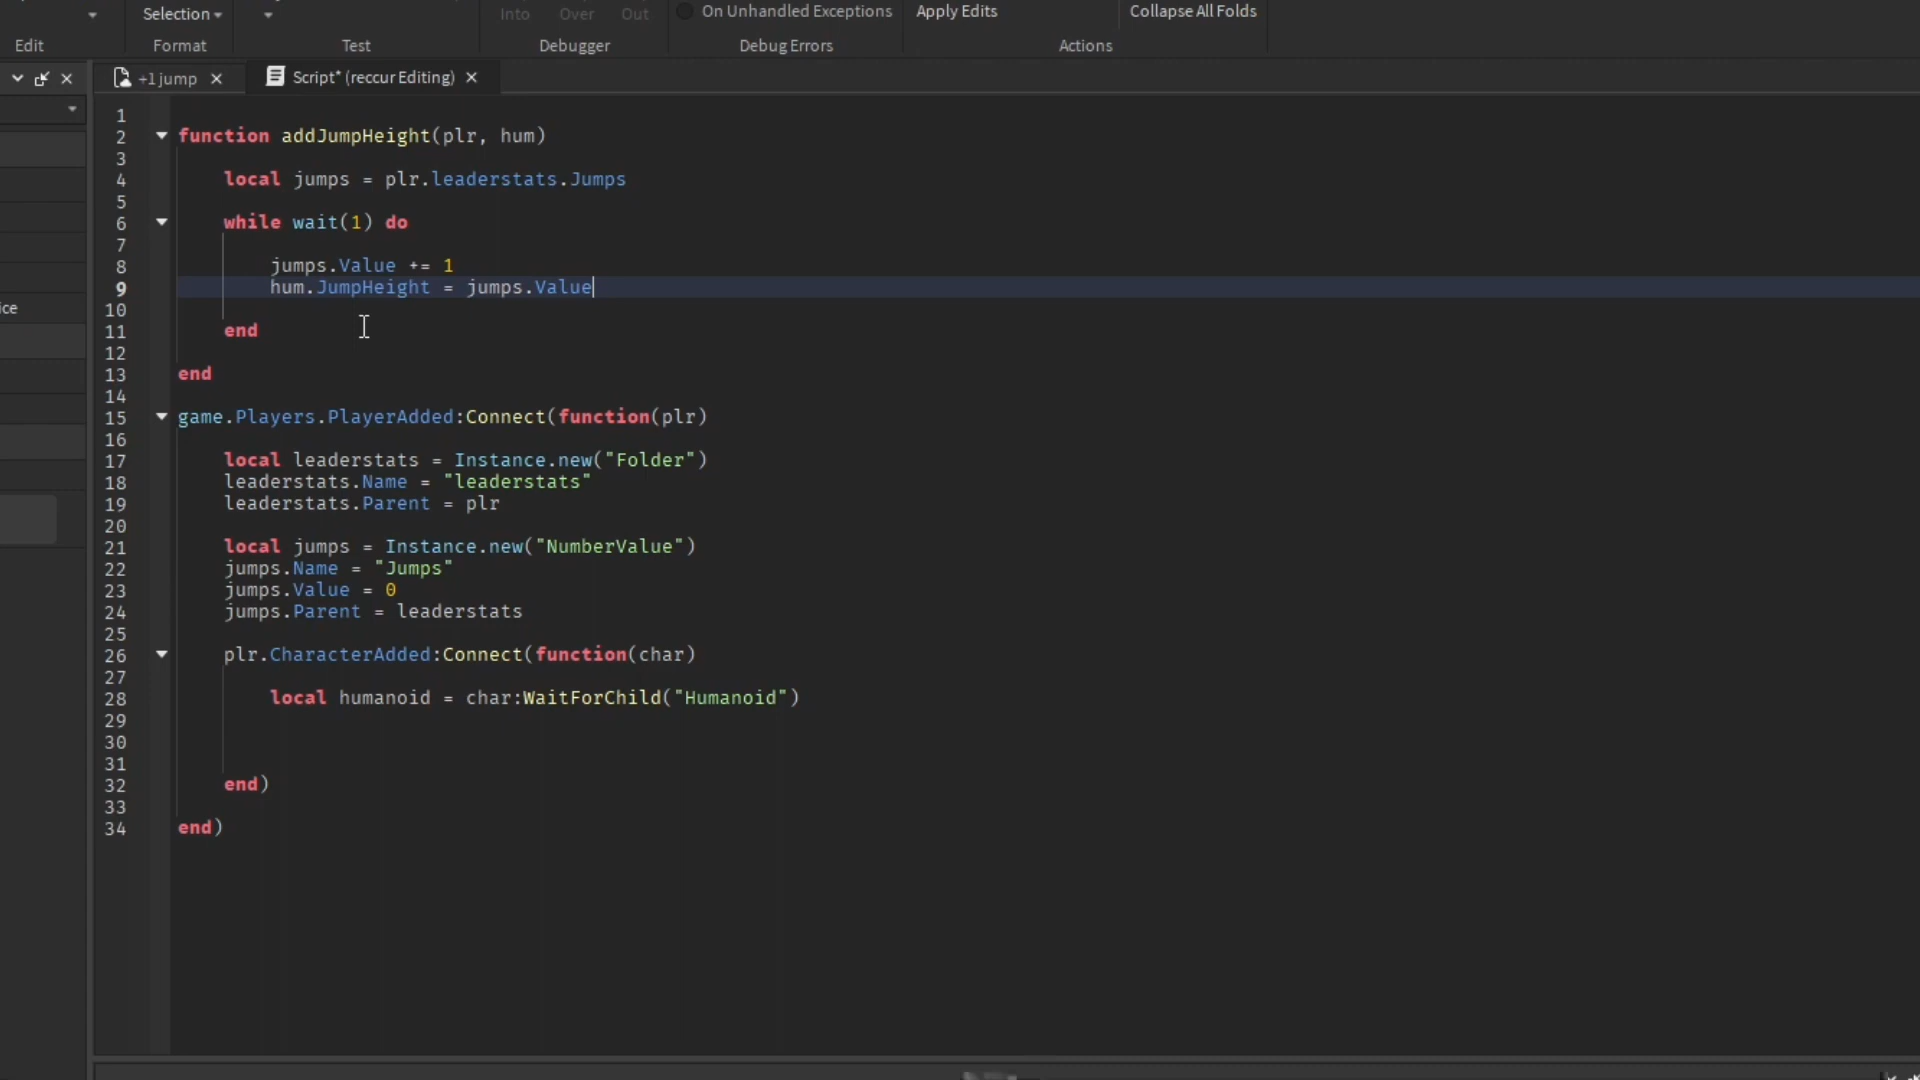 Selection
Into Over Out
On Unhandled Exceptions
Apply Edits
Collapse All Folds
Edit Format Test Debugger Debug Errors Actions
+1 jump
Script* (reccur Editing)
1
2 function addJumpHeight(plr, hum)
3
4 local jumps = plr.leaderstats.Jumps
5
6 while wait(1) do
7
8 jumps.Value += 1
9 hum.JumpHeight = jumps.Value
10
11 end
12
13 end
14
15 game.Players.PlayerAdded:Connect(function(plr)
16
17 local leaderstats = Instance.new("Folder")
18 leaderstats.Name = "leaderstats"
19 leaderstats.Parent = plr
20
21 local jumps = Instance.new("NumberValue")
22 jumps.Name = "Jumps"
23 jumps.Value = 0
24 jumps.Parent = leaderstats
25
26 plr.CharacterAdded:Connect(function(char)
27
28 local humanoid = char:WaitForChild("Humanoid")
29
30
31
32 end)
33
34 end)
ice